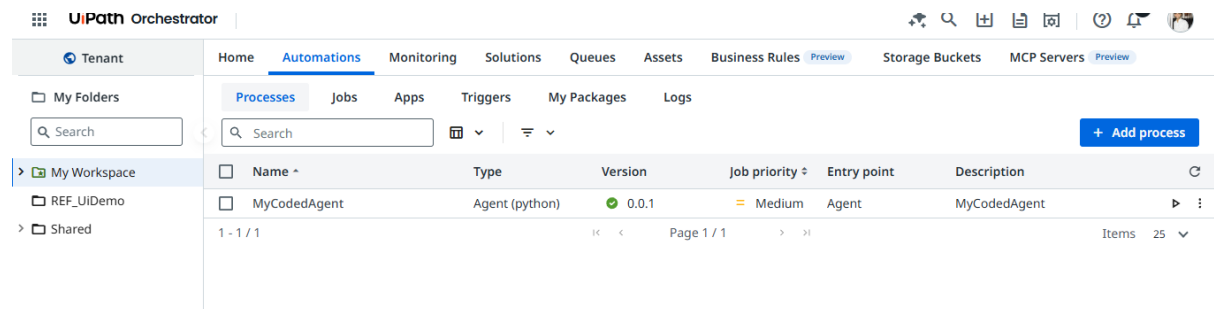 UiPath Orchestrator
Tenant
Home Automations Monitoring Solutions Queues Assets Business Rules Preview Storage Buckets MCP Servers Preview
My Folders
Processes Jobs Apps Triggers My Packages Logs
Search
Search
+ Add process
My Workspace
Name Type Version Job priority Entry point Description
REF_UiDemo
MyCodedAgent Agent (python) 0.0.1 = Medium Agent MyCodedAgent
Shared
1 - 1 / 1 Page 1 / 1 Items 25